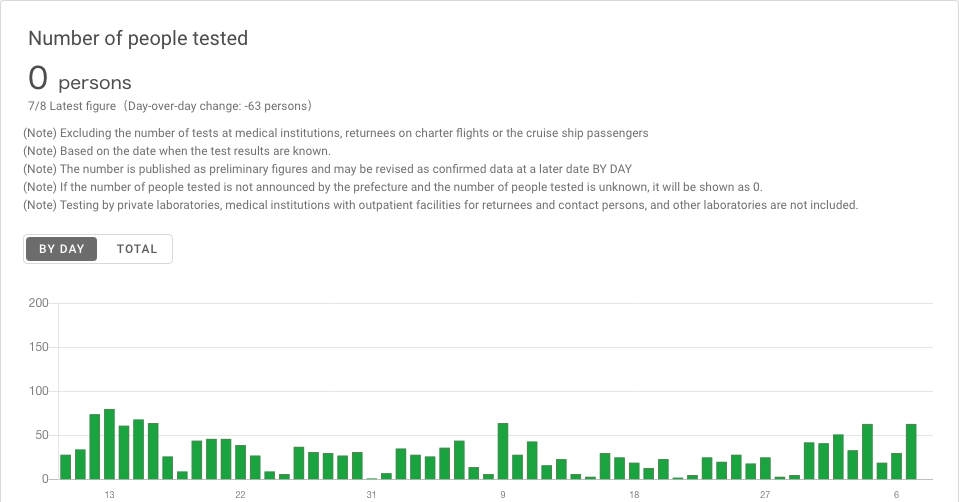 Number of people tested
0 persons
7/8 Latest figure（Day-over-day change: -63 persons）
(Note) Excluding the number of tests at medical institutions, returnees on charter flights or the cruise ship passengers
(Note) Based on the date when the test results are known.
(Note) The number is published as preliminary figures and may be revised as confirmed data at a later date BY DAY
(Note) If the number of people tested is not announced by the prefecture and the number of people tested is unknown, it will be shown as 0.
(Note) Testing by private laboratories, medical institutions with outpatient facilities for returnees and contact persons, and other laboratories are not included.
BY DAY TOTAL
200
150
100
50
0
13 22 31 9 18 27 6